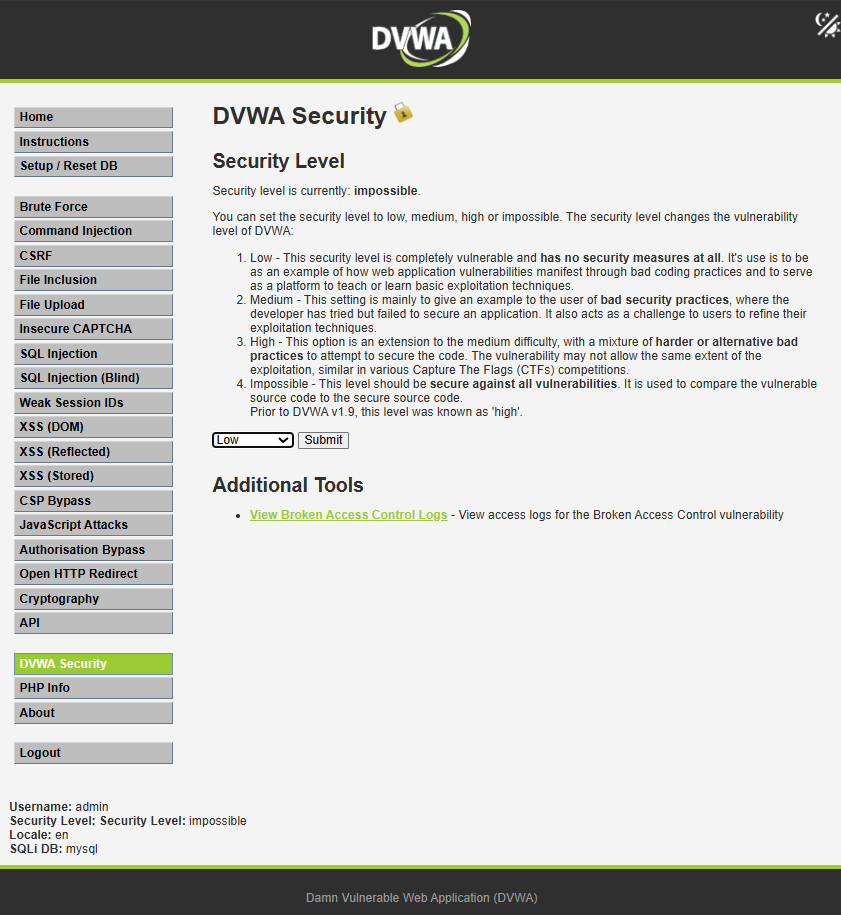 DVWA
Home
Instructions
Setup / Reset DB
Brute Force
Command Injection
CSRF
File Inclusion
File Upload
Insecure CAPTCHA
SQL Injection
SQL Injection (Blind)
Weak Session IDs
XSS (DOM)
XSS (Reflected)
XSS (Stored)
CSP Bypass
JavaScript Attacks
Authorisation Bypass
Open HTTP Redirect
Cryptography
API
DVWA Security
PHP Info
About
Logout
DVWA Security
Security Level
Security level is currently: impossible.
You can set the security level to low, medium, high or impossible. The security level changes the vulnerability
level of DVWA:
1. Low - This security level is completely vulnerable and has no security measures at all. It's use is to be
as an example of how web application vulnerabilities manifest through bad coding practices and to serve
as a platform to teach or learn basic exploitation techniques.
2. Medium - This setting is mainly to give an example to the user of bad security practices, where the
developer has tried but failed to secure an application. It also acts as a challenge to users to refine their
exploitation techniques.
3. High - This option is an extension to the medium difficulty, with a mixture of harder or alternative bad
practices to attempt to secure the code. The vulnerability may not allow the same extent of the
exploitation, similar in various Capture The Flags (CTFs) competitions.
4. Impossible - This level should be secure against all vulnerabilities. It is used to compare the vulnerable
source code to the secure source code.
Prior to DVWA v1.9, this level was known as 'high'.
Low Submit
Additional Tools
• View Broken Access Control Logs - View access logs for the Broken Access Control vulnerability
Username: admin
Security Level: Security Level: impossible
Locale: en
SQLi DB: mysql
Damn Vulnerable Web Application (DVWA)